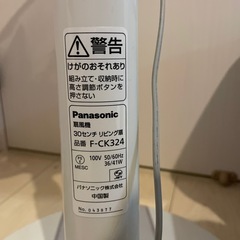 警告
けがのおそれあり
組み立て・収納時に
高さ調節ボタンを
押さない
Panasonic
扇風機
30センチ リビング扇
品番 F-CK324
100V 50/60Hz
36/41W
MESC
パナソニック株式会社
中国製
No. 043677